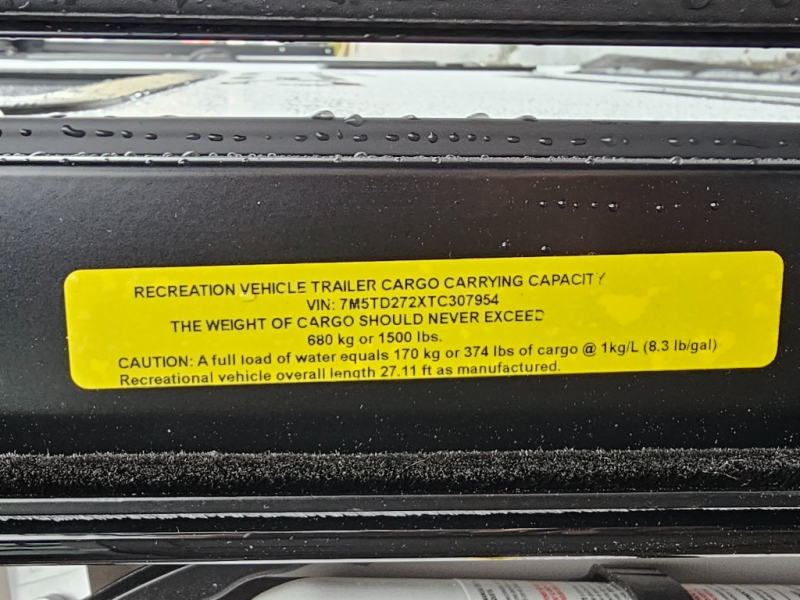 RECREATION VEHICLE TRAILER CARGO CARRYING CAPACITY
VIN: 7M5TD272XTC307954
THE WEIGHT OF CARGO SHOULD NEVER EXCEED
680 kg or 1500 lbs.
CAUTION: A full load of water equals 170 kg or 374 lbs of cargo @ 1kg/L (8.3 lb/gal)
Recreational vehicle overall length 27.11 ft as manufactured.